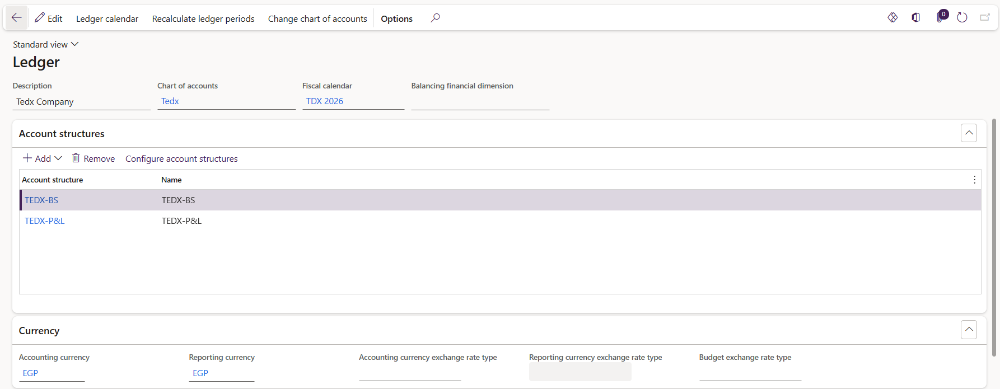 Edit Ledger calendar Recalculate ledger periods Change chart of accounts Options 0
Standard view
Ledger
Description Chart of accounts Fiscal calendar Balancing financial dimension
Tedx Company Tedx TDX 2026
Account structures
Add Remove Configure account structures
Account structure Name
TEDX-BS TEDX-BS
TEDX-P&L TEDX-P&L
Currency
Accounting currency Reporting currency Accounting currency exchange rate type Reporting currency exchange rate type Budget exchange rate type
EGP EGP